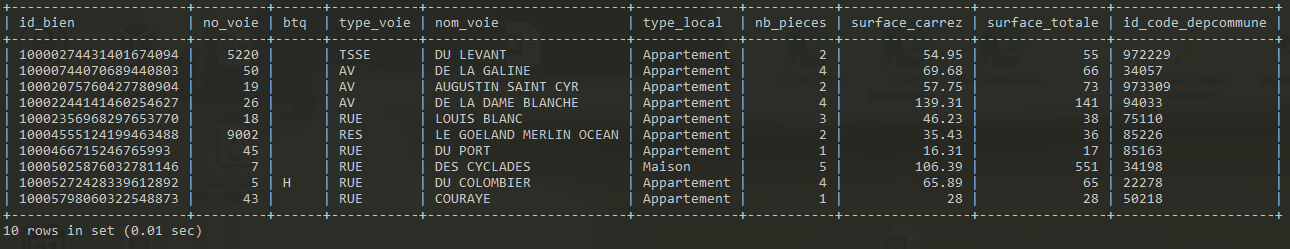 +----------------------+---------+------+-----------+------------------------+-------------+-----------+----------------+----------------+--------------------+
| id_bien              | no_voie | btq  | type_voie | nom_voie               | type_local  | nb_pieces | surface_carrez | surface_totale | id_code_depcommune |
+----------------------+---------+------+-----------+------------------------+-------------+-----------+----------------+----------------+--------------------+
| 10000274431401674094 |    5220 |      | TSSE      | DU LEVANT              | Appartement |         2 |          54.95 |             55 | 972229             |
| 10000744070689440803 |      50 |      | AV        | DE LA GALINE           | Appartement |         4 |          69.68 |             66 | 34057              |
| 10002075760427780904 |      19 |      | AV        | AUGUSTIN SAINT CYR     | Appartement |         2 |          57.75 |             73 | 973309             |
| 10002244141460254627 |      26 |      | AV        | DE LA DAME BLANCHE     | Appartement |         4 |         139.31 |            141 | 94033              |
| 10002356968297653770 |      18 |      | RUE       | LOUIS BLANC            | Appartement |         3 |          46.23 |             38 | 75110              |
| 10004555124199463488 |    9002 |      | RES       | LE GOELAND MERLIN OCEAN | Appartement |         2 |          35.43 |             36 | 85226              |
| 1000466715246765993  |      45 |      | RUE       | DU PORT                | Appartement |         1 |          16.31 |             17 | 85163              |
| 10005025876032781146 |       7 |      | RUE       | DES CYCLADES           | Maison      |         5 |         106.39 |            551 | 34198              |
| 10005272428339612892 |       5 | H    | RUE       | DU COLOMBIER           | Appartement |         4 |          65.89 |             65 | 22278              |
| 10005798060322548873 |      43 |      | RUE       | COURAYE                | Appartement |         1 |             28 |             28 | 50218              |
+----------------------+---------+------+-----------+------------------------+-------------+-----------+----------------+----------------+--------------------+
10 rows in set (0.01 sec)